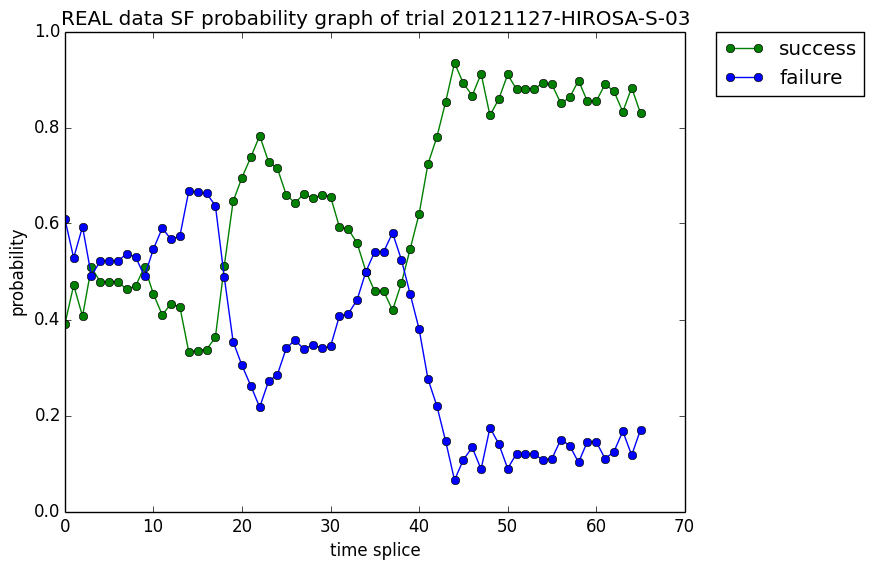 REAL data SF probability graph of trial 20121127-HIROSA-S-03
success
failure
1.0
0.8
0.6
0.4
0.2
0.0
probability
0 10 20 30 40 50 60 70
time splice